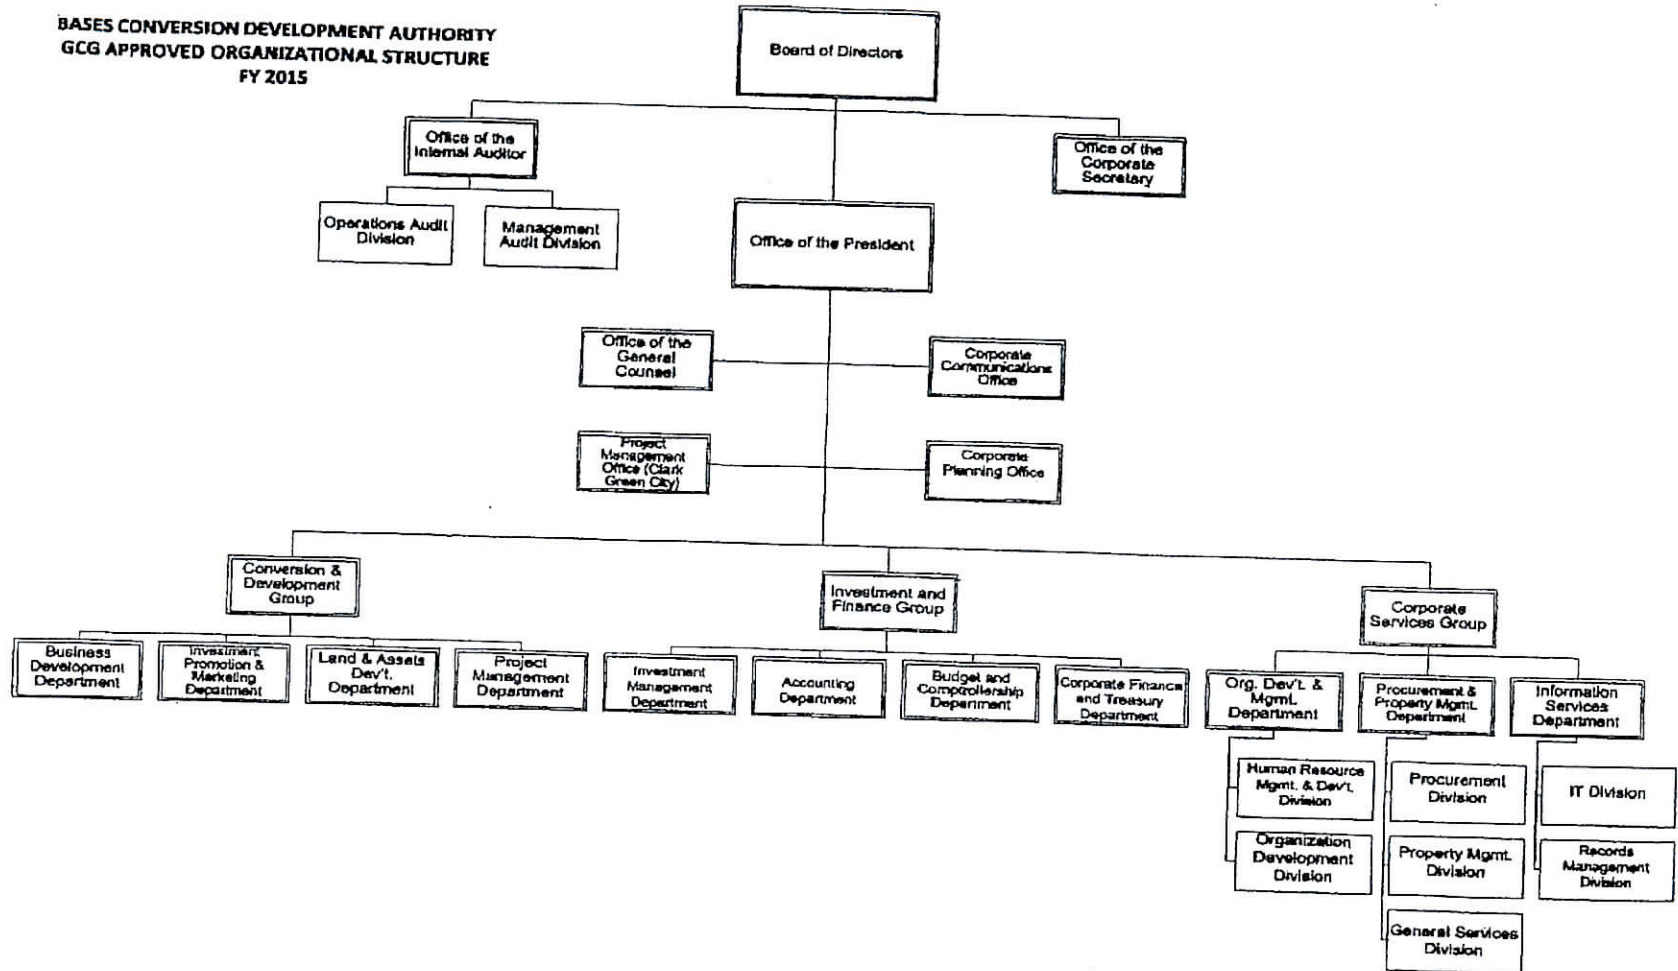 BASES CONVERSION DEVELOPMENT AUTHORITY
GCG APPROVED ORGANIZATIONAL STRUCTURE
FY 2015
Board of Directors
Office of the
Internal Auditor
Office of the
Corporate
Secretary
Operations Audit
Division
Management
Audit Division
Office of the President
Office of the
General
Counsel
Corporate
Communications
Office
Project
Management
Office (Clark
Green City)
Corporate
Planning Office
Conversion &
Development
Group
Investment and
Finance Group
Corporate
Services Group
Business
Development
Department
Investment
Promotion &
Marketing
Department
Land & Assets
Dev't.
Department
Project
Management
Department
Investment
Management
Department
Accounting
Department
Budget and
Comptrollership
Department
Corporate Finance
and Treasury
Department
Org. Dev't. &
Mgmt.
Department
Procurement &
Property Mgmt.
Department
Information
Services
Department
Human Resource
Mgmt. & Dev't.
Division
Procurement
Division
IT Division
Organization
Development
Division
Property Mgmt.
Division
Records
Management
Division
General Services
Division